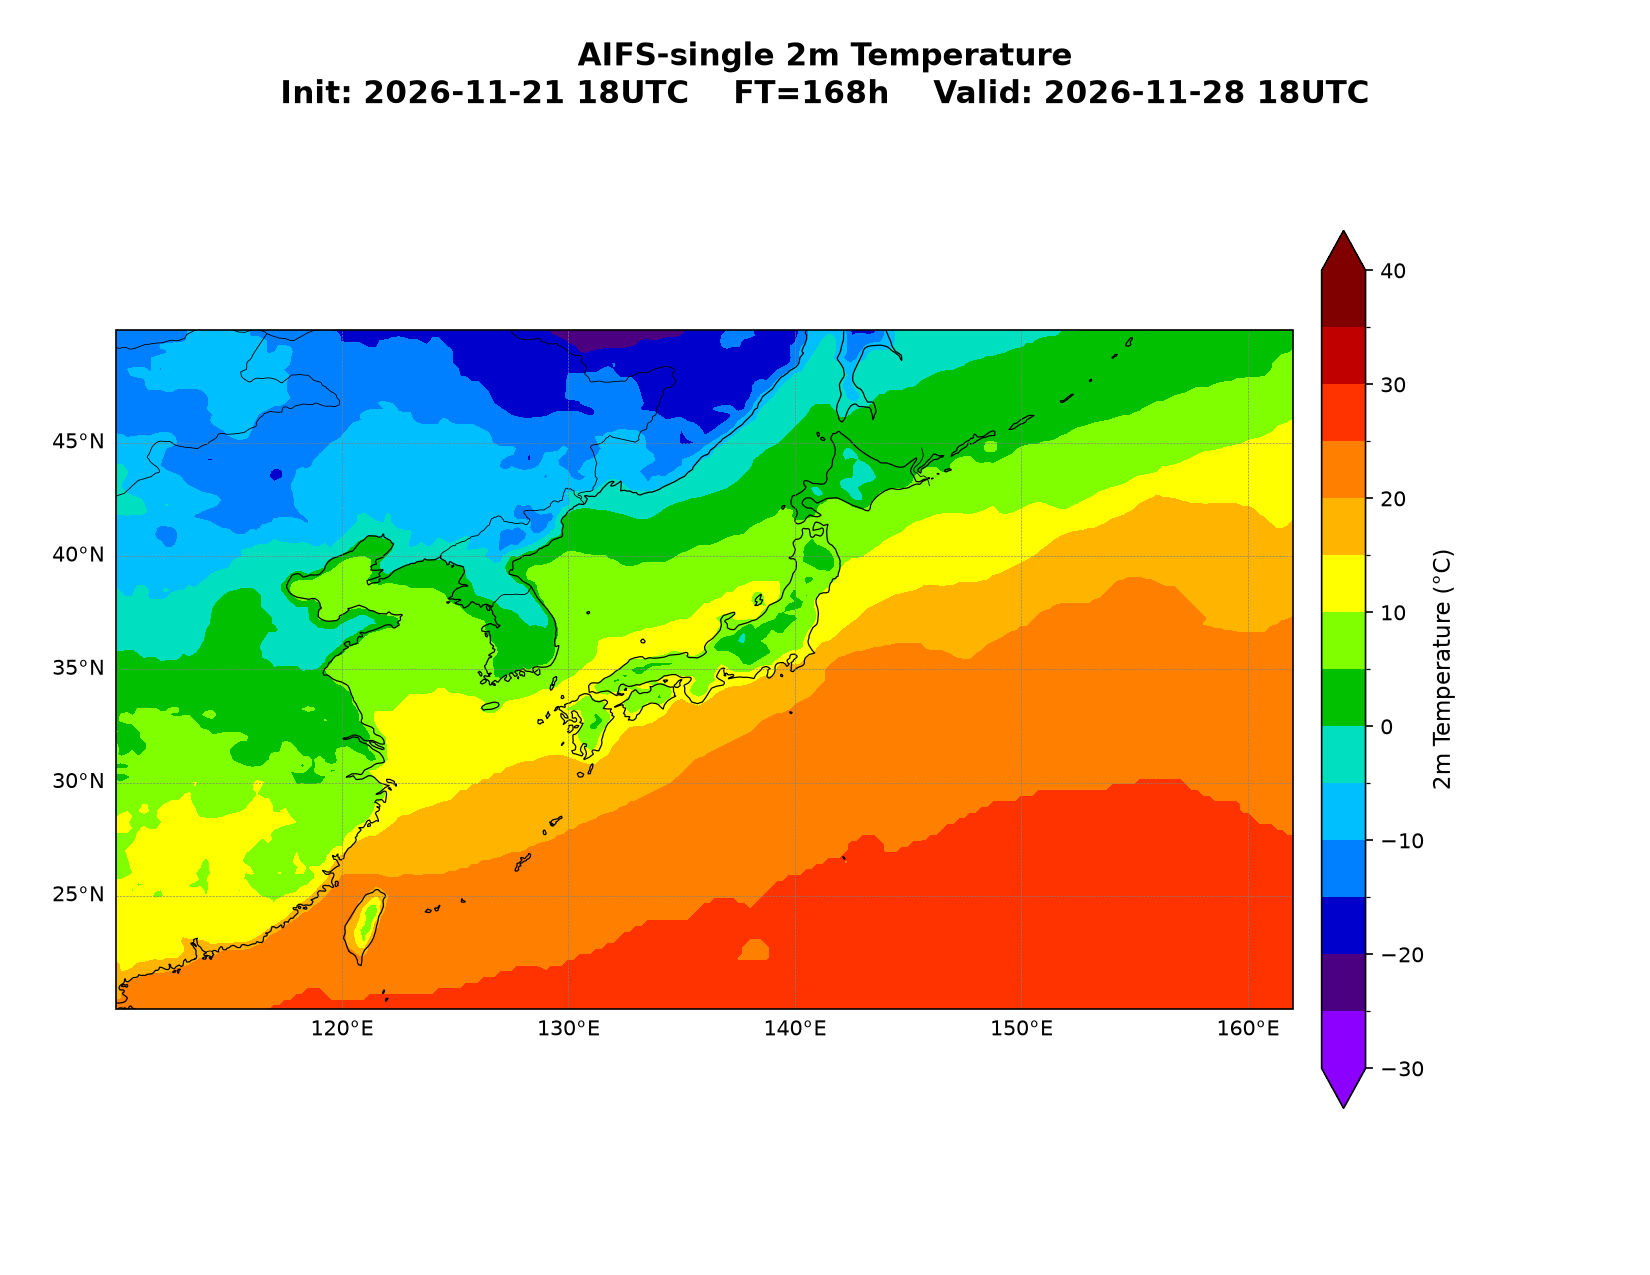 AIFS-single 2m Temperature
Init: 2026-11-21 18UTC    FT=168h    Valid: 2026-11-28 18UTC
45°N
40°N
35°N
30°N
25°N
120°E
130°E
140°E
150°E
160°E
40
30
20
10
0
−10
−20
−30
2m Temperature (°C)